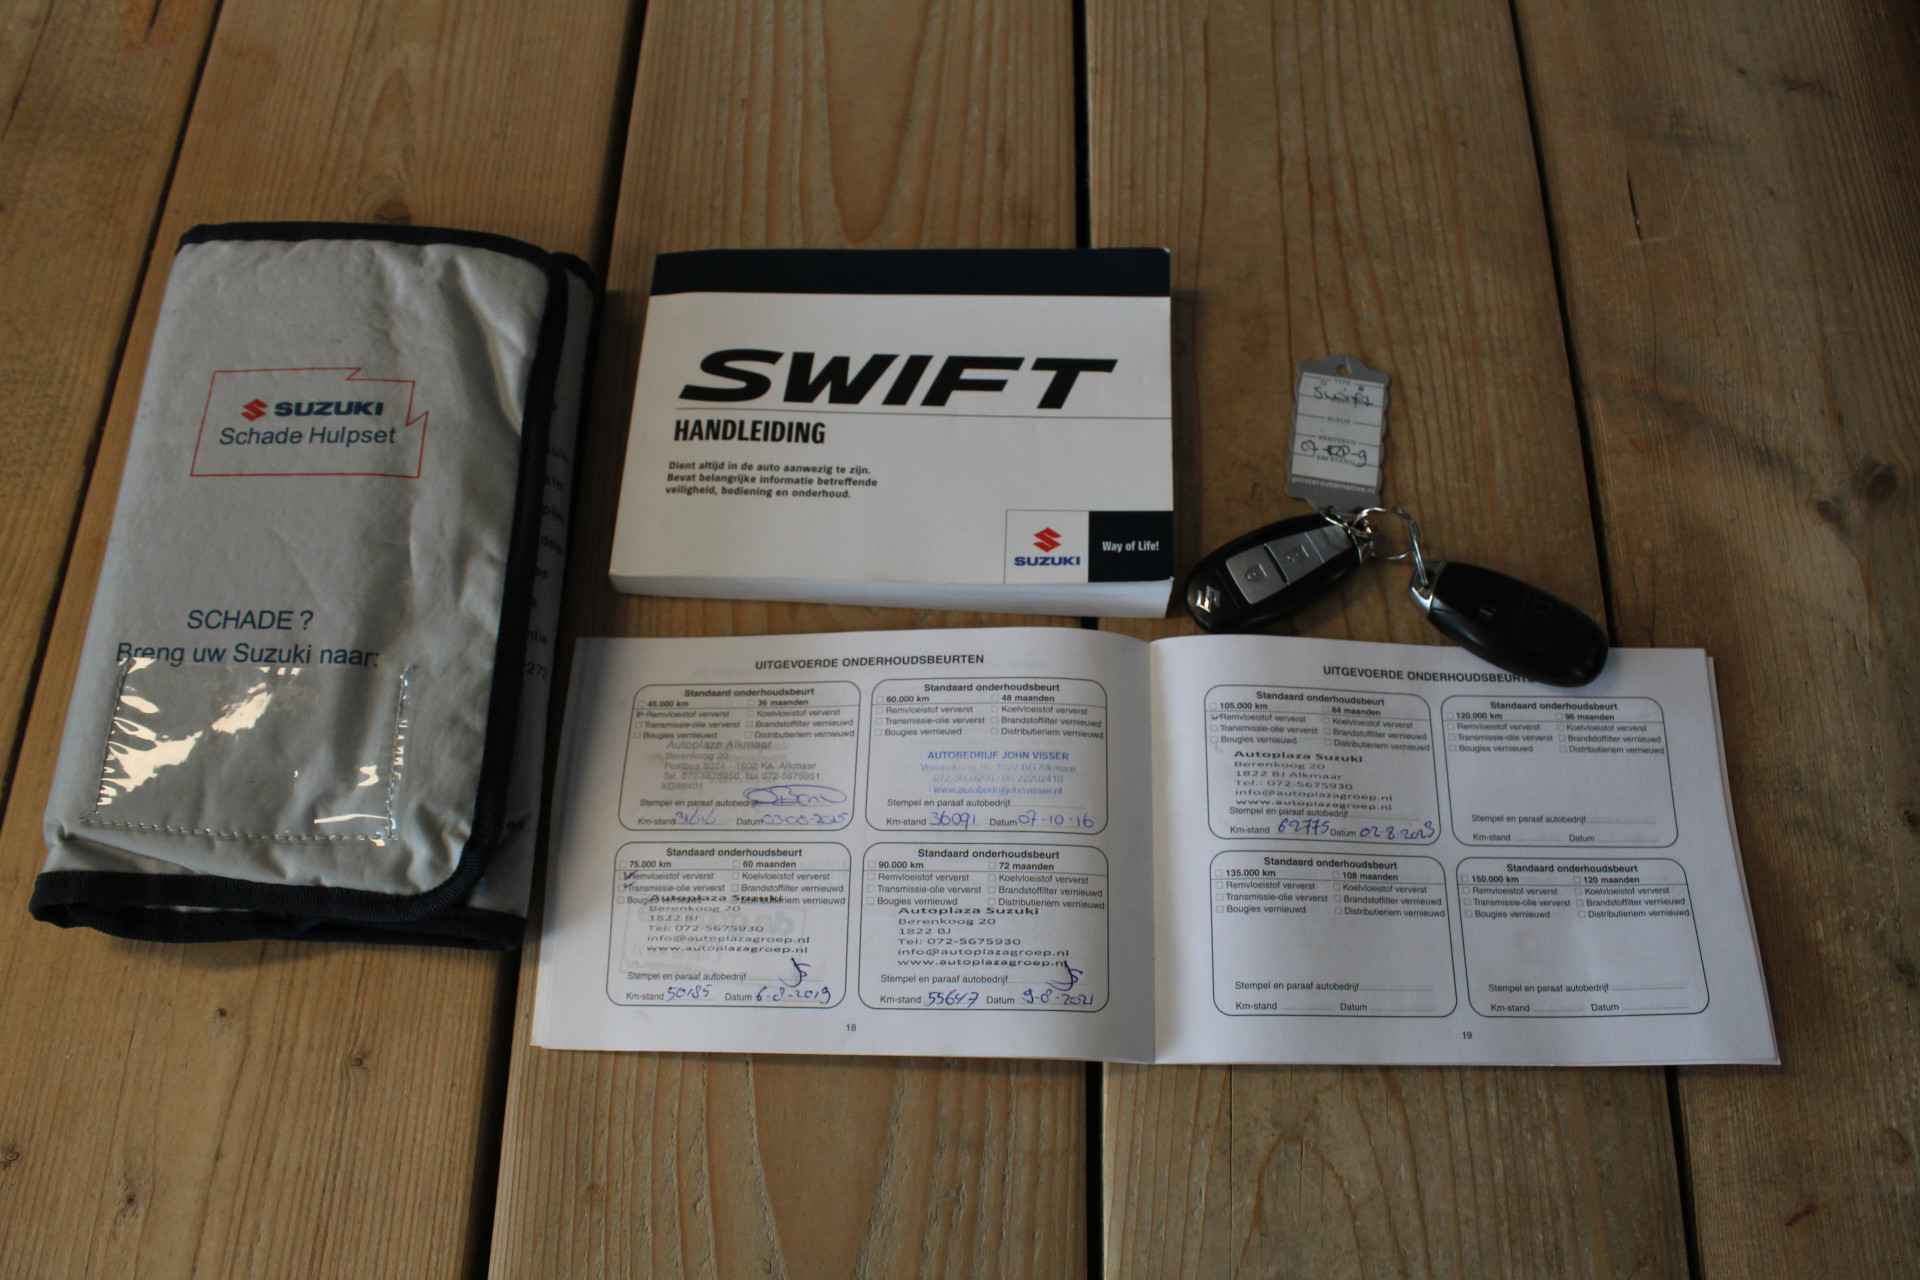 SUZUKI
Schade Hulpset
SCHADE ?
Breng uw Suzuki naar:
SWIFT
HANDLEIDING
Dient altijd in de auto aanwezig te zijn.
Bevat belangrijke informatie betreffende
veiligheid, bediening en onderhoud.
SUZUKI
Way of Life!
Swift
UITGEVOERDE ONDERHOUDSBEURTEN
Standaard onderhoudsbeurt
45.000 km 36 maanden
Remvloeistof ververst Koelvloeistof ververst
Transmissie-olie ververst Brandstoffilter vernieuwd
Bougies vernieuwd Distributieriem vernieuwd
Autoplaza Alkmaar
Berenkoog 20
Stempel en paraaf autobedrijf
Km-stand Datum 03-08-2015
Standaard onderhoudsbeurt
60.000 km 48 maanden
Remvloeistof ververst Koelvloeistof ververst
Transmissie-olie ververst Brandstoffilter vernieuwd
Bougies vernieuwd Distributieriem vernieuwd
AUTOBEDRIJF JOHN VISSER
www.autobedrijfjohnvisser.nl
Stempel en paraaf autobedrijf
Km-stand 36091 Datum 07-10-16
Standaard onderhoudsbeurt
75.000 km 60 maanden
Remvloeistof ververst Koelvloeistof ververst
Transmissie-olie ververst Brandstoffilter vernieuwd
Bougies vernieuwd Distributieriem vernieuwd
Autoplaza Suzuki
Berenkoog 20
1822 BJ
Tel: 072-5675930
info@autoplazagroep.nl
www.autoplazagroep.nl
Stempel en paraaf autobedrijf
Km-stand 50185 Datum 6-8-2019
Standaard onderhoudsbeurt
90.000 km 72 maanden
Remvloeistof ververst Koelvloeistof ververst
Transmissie-olie ververst Brandstoffilter vernieuwd
Bougies vernieuwd Distributieriem vernieuwd
Autoplaza Suzuki
Berenkoog 20
1822 BJ
Tel: 072-5675930
info@autoplazagroep.nl
www.autoplazagroep.nl
Stempel en paraaf autobedrijf
Km-stand 55647 Datum 9-8-2021
18
UITGEVOERDE ONDERHOUDSBEURTEN
Standaard onderhoudsbeurt
105.000 km 84 maanden
Remvloeistof ververst Koelvloeistof ververst
Transmissie-olie ververst Brandstoffilter vernieuwd
Bougies vernieuwd Distributieriem vernieuwd
Autoplaza Suzuki
Berenkoog 20
1822 BJ Alkmaar
Tel.: 072-5675930
info@autoplazagroep.nl
www.autoplazagroep.nl
Stempel en paraaf autobedrijf
Km-stand 62775 Datum 02-8-2023
Standaard onderhoudsbeurt
120.000 km 96 maanden
Remvloeistof ververst Koelvloeistof ververst
Transmissie-olie ververst Brandstoffilter vernieuwd
Bougies vernieuwd Distributieriem vernieuwd
Stempel en paraaf autobedrijf
Km-stand Datum
Standaard onderhoudsbeurt
135.000 km 108 maanden
Remvloeistof ververst Koelvloeistof ververst
Transmissie-olie ververst Brandstoffilter vernieuwd
Bougies vernieuwd Distributieriem vernieuwd
Stempel en paraaf autobedrijf
Km-stand Datum
Standaard onderhoudsbeurt
150.000 km 120 maanden
Remvloeistof ververst Koelvloeistof ververst
Transmissie-olie ververst Brandstoffilter vernieuwd
Bougies vernieuwd Distributieriem vernieuwd
Stempel en paraaf autobedrijf
Km-stand Datum
19